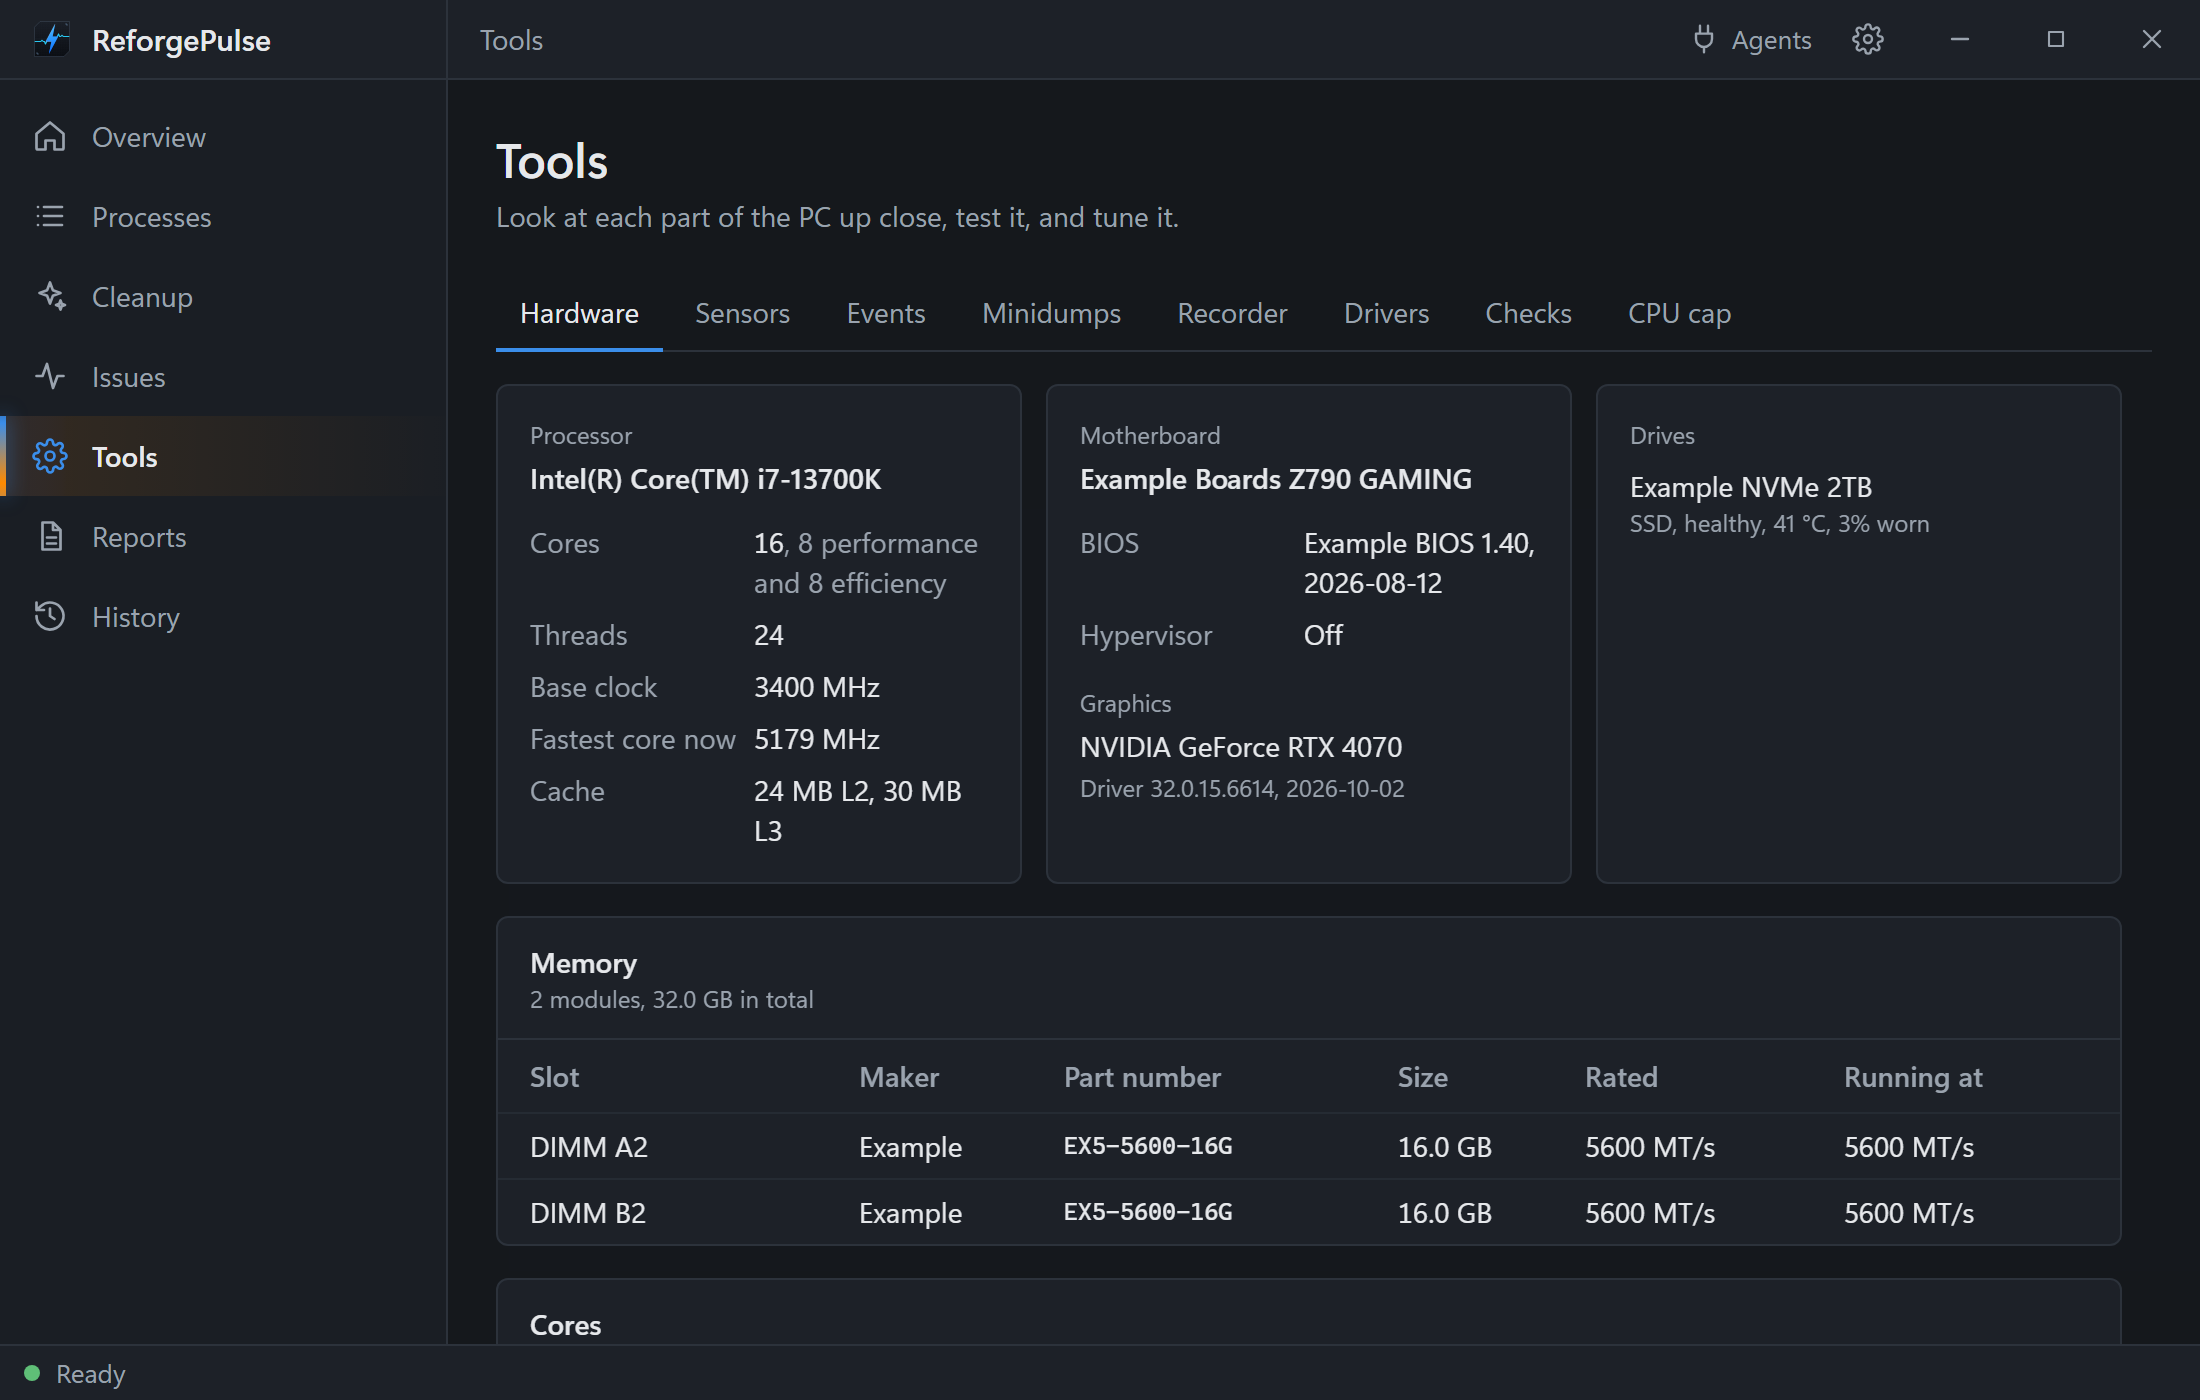 ReforgePulse
Tools
Agents
Overview
Processes
Cleanup
Issues
Tools
Reports
History
Tools
Look at each part of the PC up close, test it, and tune it.
Hardware Sensors Events Minidumps Recorder Drivers Checks CPU cap
Processor
Intel(R) Core(TM) i7-13700K
Cores 16, 8 performance
and 8 efficiency
Threads 24
Base clock 3400 MHz
Fastest core now 5179 MHz
Cache 24 MB L2, 30 MB
L3
Motherboard
Example Boards Z790 GAMING
BIOS Example BIOS 1.40,
2026-08-12
Hypervisor Off
Graphics
NVIDIA GeForce RTX 4070
Driver 32.0.15.6614, 2026-10-02
Drives
Example NVMe 2TB
SSD, healthy, 41 °C, 3% worn
Memory
2 modules, 32.0 GB in total
Slot Maker Part number Size Rated Running at
DIMM A2 Example EX5-5600-16G 16.0 GB 5600 MT/s 5600 MT/s
DIMM B2 Example EX5-5600-16G 16.0 GB 5600 MT/s 5600 MT/s
Cores
Ready